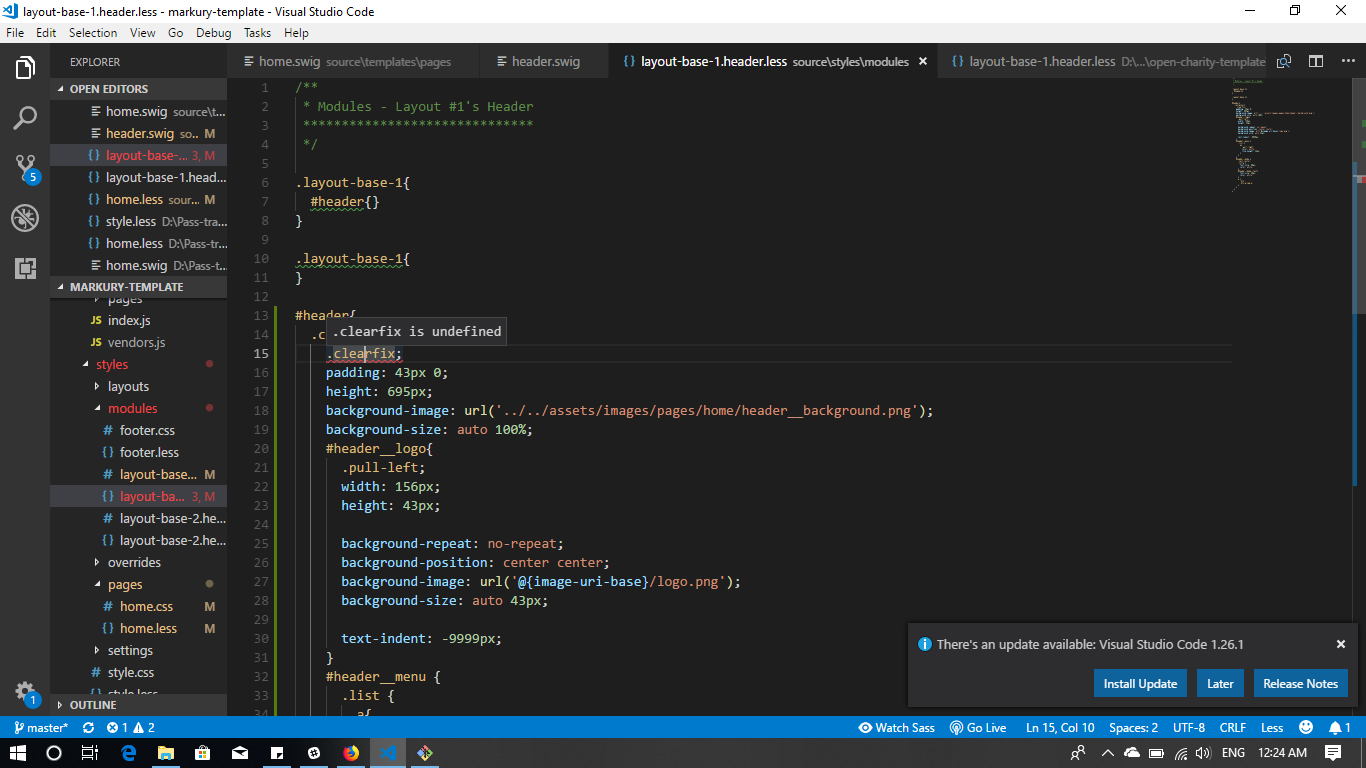 layout-base-1.header.less - markury-template - Visual Studio Code
File Edit Selection View Go Debug Tasks Help
EXPLORER
home.swig source\templates\pages
header.swig
layout-base-1.header.less source\styles\modules
layout-base-1.header.less D:\...\open-charity-template
OPEN EDITORS
home.swig source\t...
header.swig so... M
layout-base-... 3, M
layout-base-1.head...
home.less sour... M
style.less D:\Pass-tra...
home.less D:\Pass-tr...
home.swig D:\Pass-t...
MARKURY-TEMPLATE
pages
JS index.js
JS vendors.js
styles
layouts
modules
# footer.css
{} footer.less
# layout-base... M
{} layout-ba... 3, M
# layout-base-2.he...
{} layout-base-2.he...
overrides
pages
# home.css M
{} home.less M
settings
# style.css
{} style.less
OUTLINE
5
1
1 /**
2 * Modules - Layout #1's Header
3 ******************************
4 */
5
6 .layout-base-1{
7 #header{}
8 }
9
10 .layout-base-1{
11 }
12
13 #header{
14 .c
.clearfix is undefined
15 .clearfix;
16 padding: 43px 0;
17 height: 695px;
18 background-image: url('../../assets/images/pages/home/header__background.png');
19 background-size: auto 100%;
20 #header__logo{
21 .pull-left;
22 width: 156px;
23 height: 43px;
24
25 background-repeat: no-repeat;
26 background-position: center center;
27 background-image: url('@{image-uri-base}/logo.png');
28 background-size: auto 43px;
29
30 text-indent: -9999px;
31 }
32 #header__menu {
33 .list {
34 a{
There's an update available: Visual Studio Code 1.26.1
Install Update Later Release Notes
master* 1 2 Watch Sass Go Live Ln 15, Col 10 Spaces: 2 UTF-8 CRLF Less 1
ENG 12:24 AM